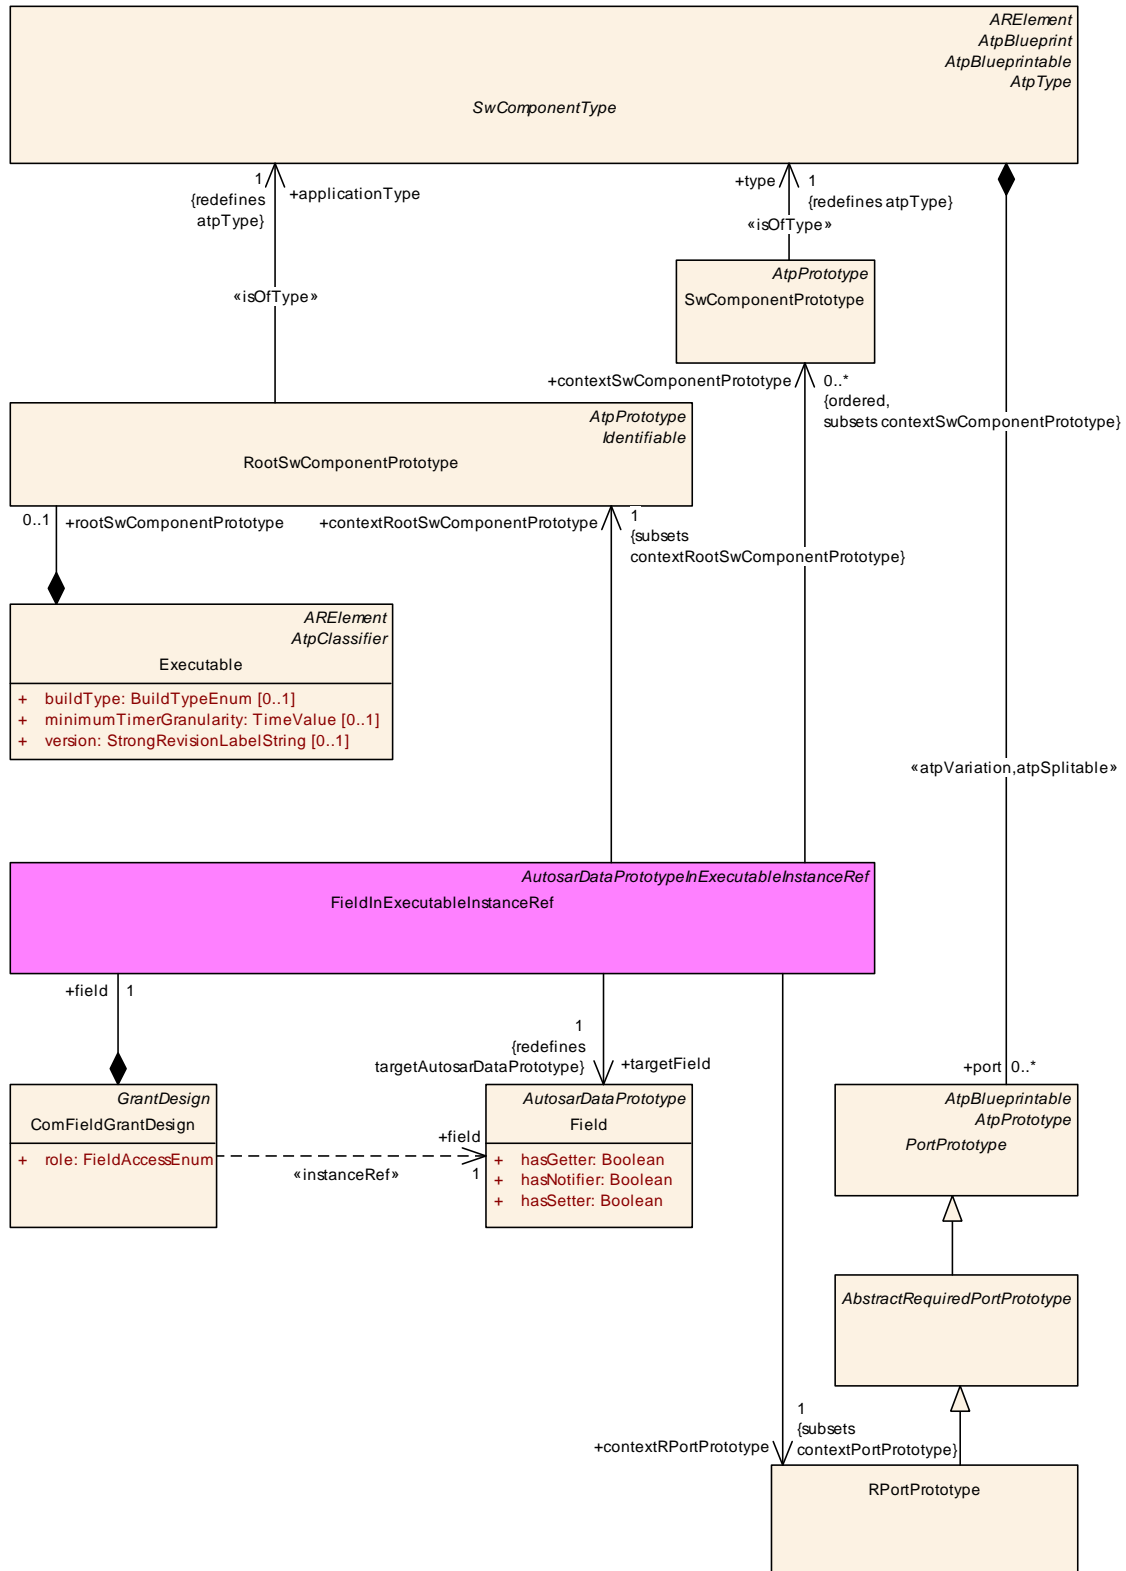 ARElement
AtpBlueprint
AtpBlueprintable
AtpType
SwComponentType
1
{redefines
atpType}
+applicationType
+type
1
{redefines atpType}
«isOfType»
«isOfType»
AtpPrototype
SwComponentPrototype
+contextSwComponentPrototype
0..*
{ordered,
subsets contextSwComponentPrototype}
AtpPrototype
Identifiable
RootSwComponentPrototype
0..1
+rootSwComponentPrototype
+contextRootSwComponentPrototype
1
{subsets
contextRootSwComponentPrototype}
ARElement
AtpClassifier
Executable
+ buildType: BuildTypeEnum [0..1]
+ minimumTimerGranularity: TimeValue [0..1]
+ version: StrongRevisionLabelString [0..1]
«atpVariation,atpSplitable»
AutosarDataPrototypeInExecutableInstanceRef
FieldInExecutableInstanceRef
+field
1
1
{redefines
targetAutosarDataPrototype}
+targetField
+port
0..*
GrantDesign
ComFieldGrantDesign
+ role: FieldAccessEnum
+field
1
«instanceRef»
AutosarDataPrototype
Field
+ hasGetter: Boolean
+ hasNotifier: Boolean
+ hasSetter: Boolean
AtpBlueprintable
AtpPrototype
PortPrototype
AbstractRequiredPortPrototype
+contextRPortPrototype
1
{subsets
contextPortPrototype}
RPortPrototype